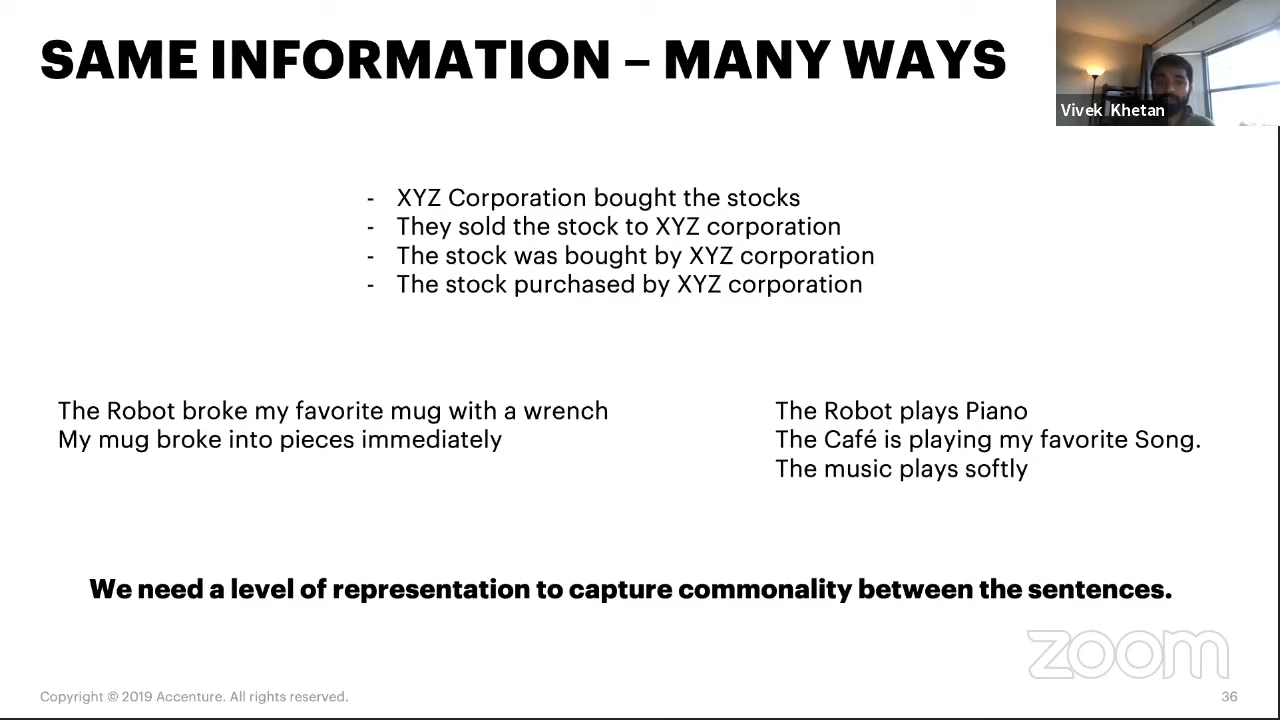 SAME INFORMATION – MANY WAYS
Vivek Khetan
- XYZ Corporation bought the stocks
- They sold the stock to XYZ corporation
- The stock was bought by XYZ corporation
- The stock purchased by XYZ corporation
The Robot broke my favorite mug with a wrench
My mug broke into pieces immediately
The Robot plays Piano
The Café is playing my favorite Song.
The music plays softly
We need a level of representation to capture commonality between the sentences.
zoom
Copyright © 2019 Accenture. All rights reserved.
36